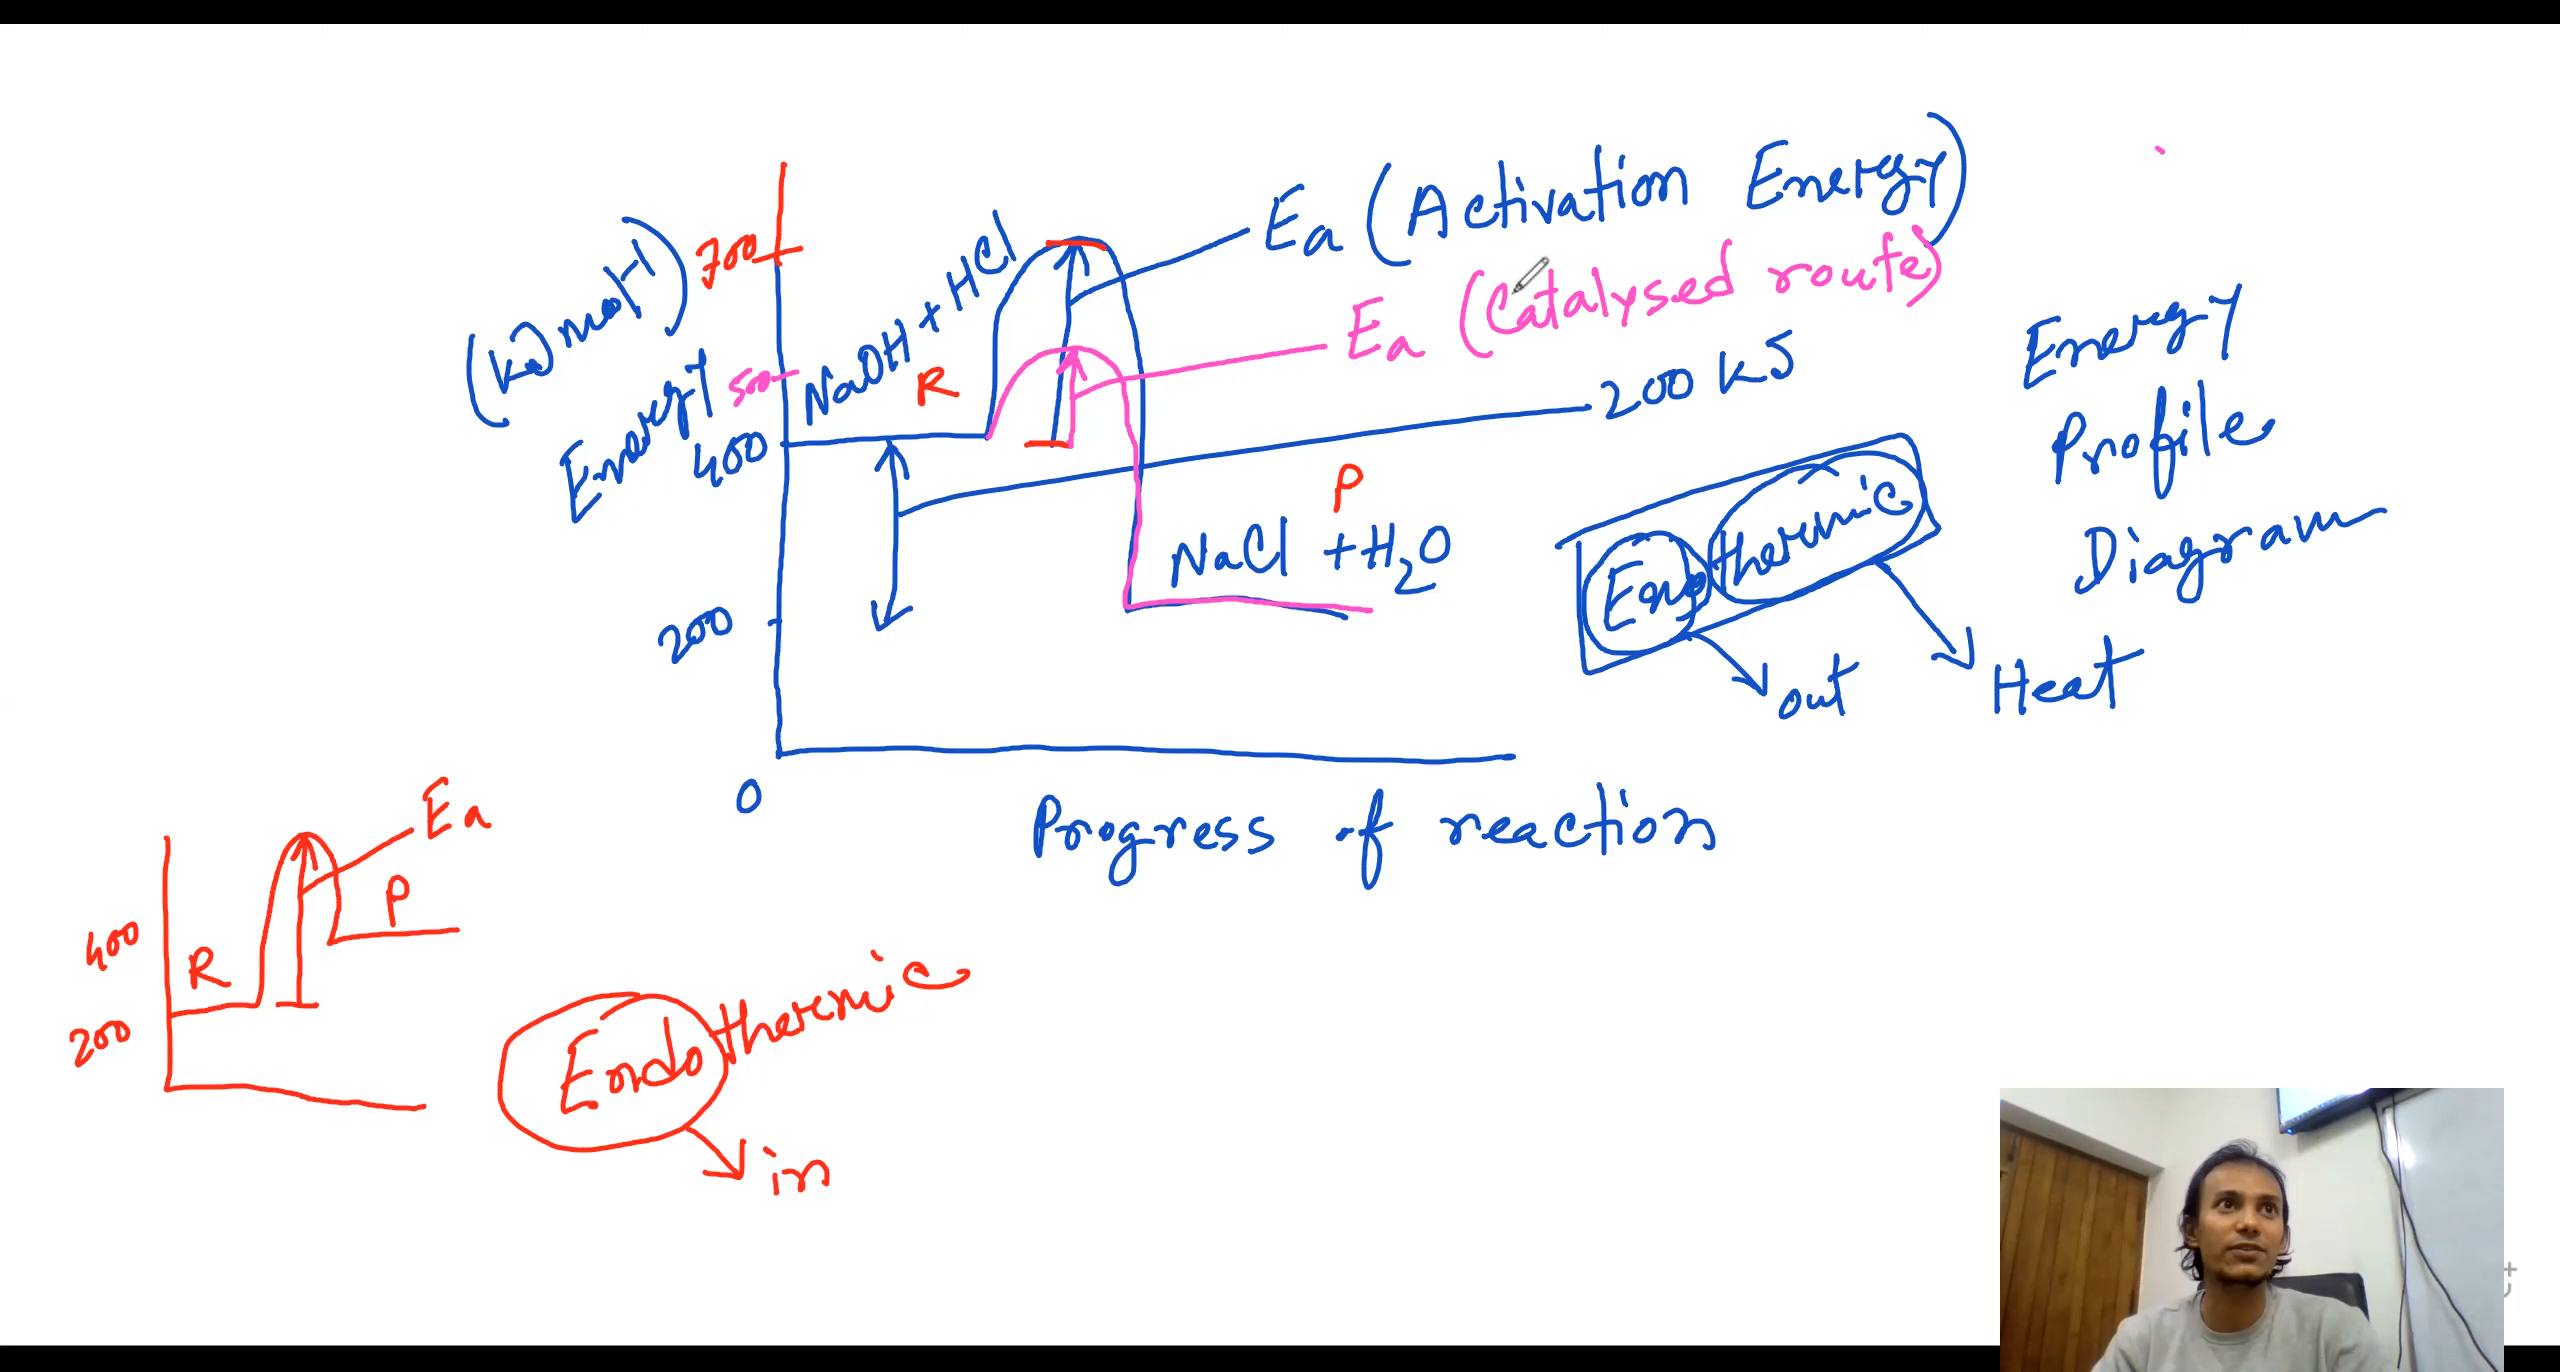 Ea (Activation Energy)
Ea (Catalysed route)
700
(kJ mol-1)
Energy
500
400
200
0
NaOH + HCl
R
200 kJ
P
NaCl + H2O
Exothermic
out
Heat
Energy
Profile
Diagram
Progress of reaction
Ea
P
R
400
200
Endothermic
in